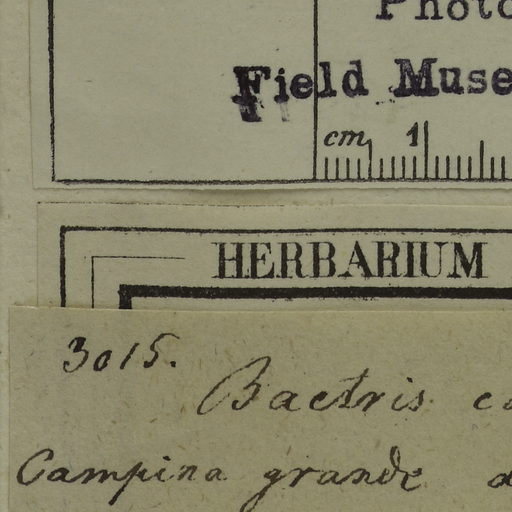 Photo
Field Muse
cm 1
HERBARIUM
3015.
Bactris c
Campina grande